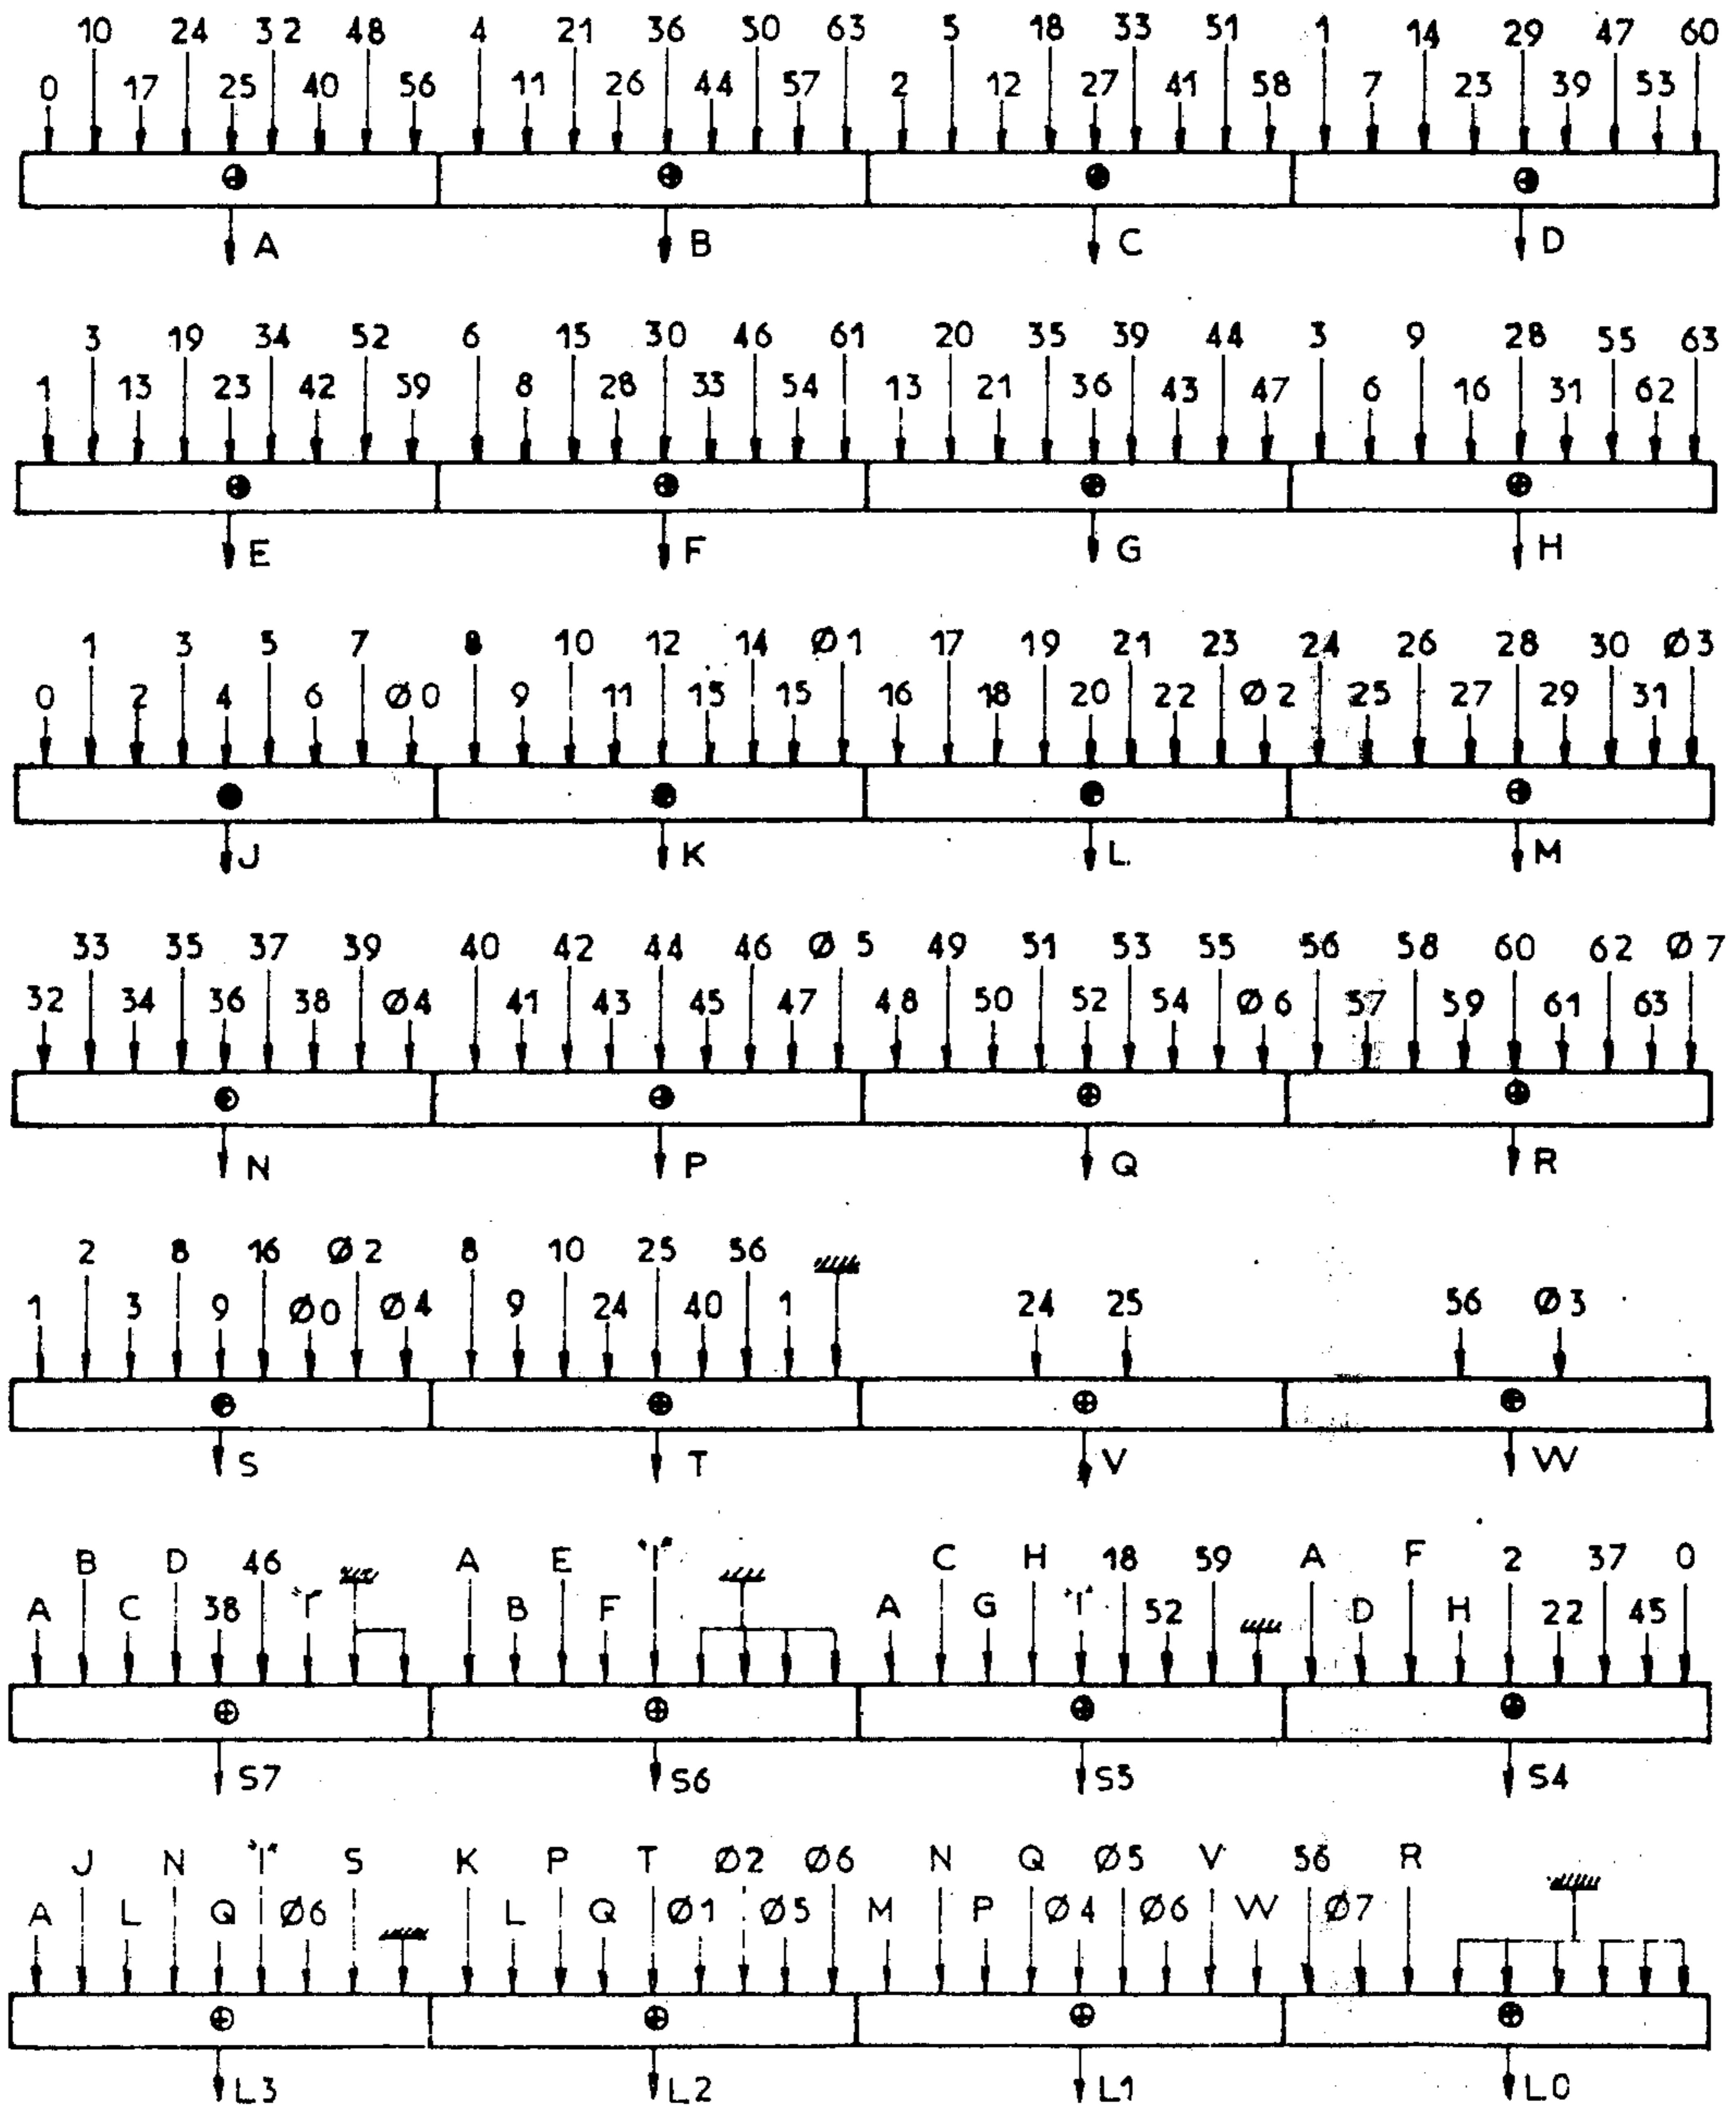 10 24 32 48 4 21 36 50 63 5 18 33 51 1 14 29 47 60
0 17 25 40 56 11 26 44 57 2 12 27 41 58 7 23 39 53
A B C D
3 19 34 52 6 15 30 46 61 20 35 39 44 3 9 28 55 63
1 13 23 42 59 8 28 33 54 13 21 36 43 47 6 16 31 62
E F G H
1 3 5 7 8 10 12 14 Ø1 17 19 21 23 24 26 28 30 Ø3
0 2 4 6 Ø0 9 11 13 15 16 18 20 22 Ø2 25 27 29 31
J K L M
33 35 37 39 40 42 44 46 Ø5 49 51 53 55 56 58 60 62 Ø7
32 34 36 38 Ø4 41 43 45 47 48 50 52 54 Ø6 57 59 61 63
N P Q R
2 8 16 Ø2 8 10 25 56
1 3 9 Ø0 Ø4 9 24 40 1 24 25 56 Ø3
S T V W
B D 46 A E "1" C H 18 59 A F 2 37 0
A C 38 "1" B F A G "1" 52 D H 22 45
S7 S6 S3 S4
J N "1" S K P T Ø2 Ø6 N Q Ø5 V 56 R
A L Q Ø6 L Q Ø1 Ø5 M P Ø4 Ø6 W Ø7
L3 L2 L1 L0